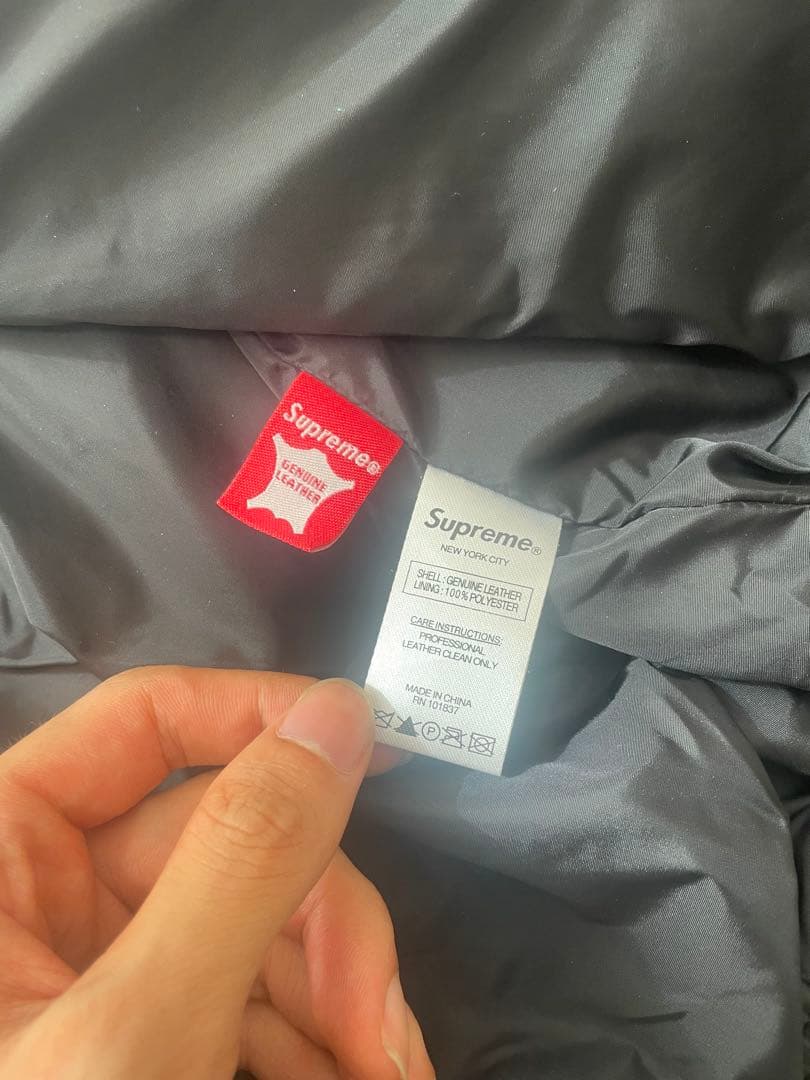 Supreme®
GENUINE
LEATHER
Supreme®
NEW YORK CITY
SHELL : GENUINE LEATHER
LINING : 100% POLYESTER
CARE INSTRUCTIONS:
PROFESSIONAL
LEATHER CLEAN ONLY
MADE IN CHINA
RN 101837
P